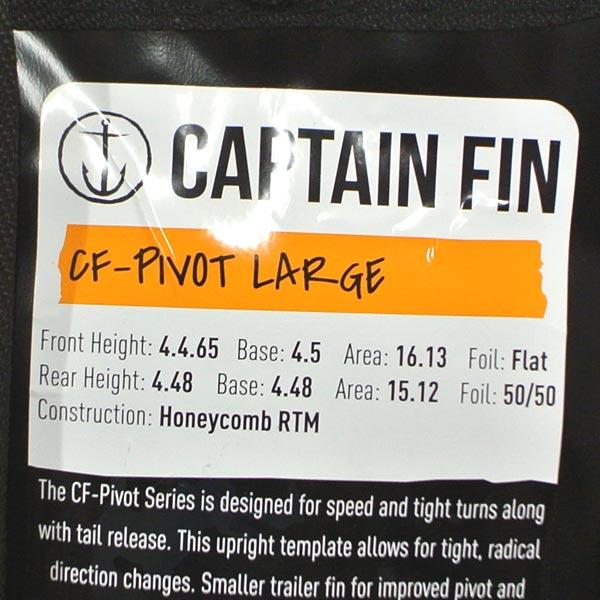 CAPTAIN FIN
CF-PIVOT LARGE
Front Height: 4.4.65 Base: 4.5 Area: 16.13 Foil: Flat
Rear Height: 4.48 Base: 4.48 Area: 15.12 Foil: 50/50
Construction: Honeycomb RTM
The CF-Pivot Series is designed for speed and tight turns along
with tail release. This upright template allows for tight, radical
direction changes. Smaller trailer fin for improved pivot and